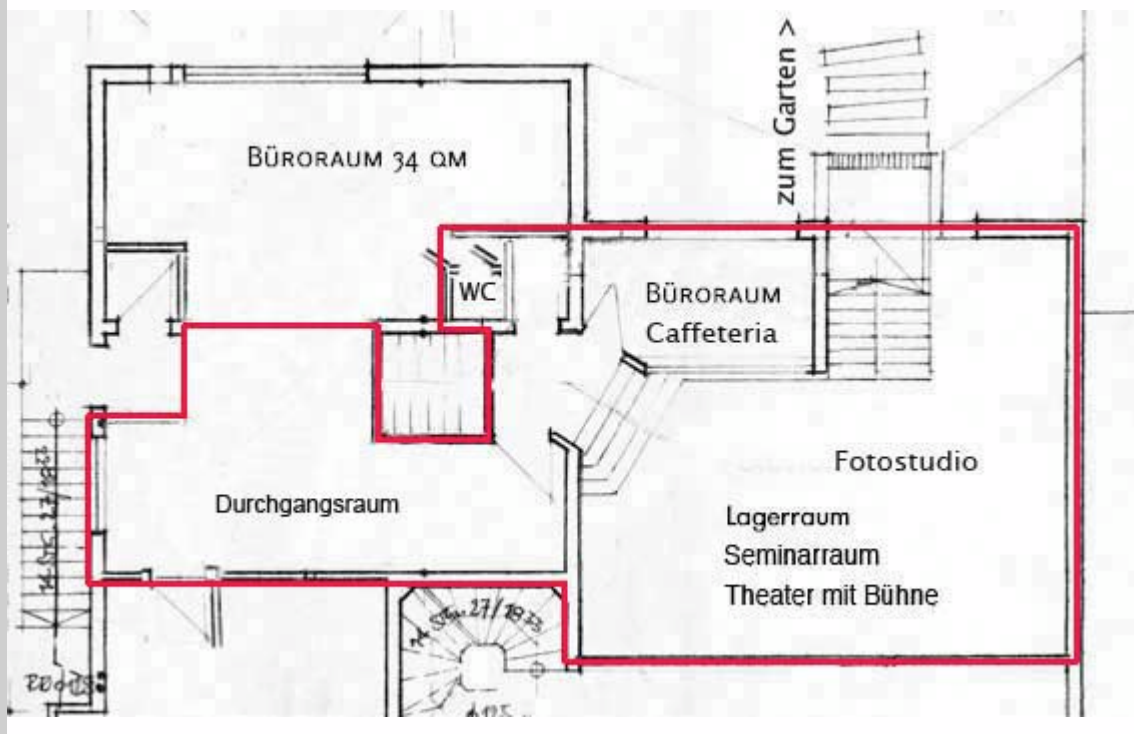 zum Garten >
BÜRORAUM 34 QM
WC
BÜRORAUM
Caffeteria
Fotostudio
Durchgangsraum
Lagerraum
Seminarraum
Theater mit Bühne